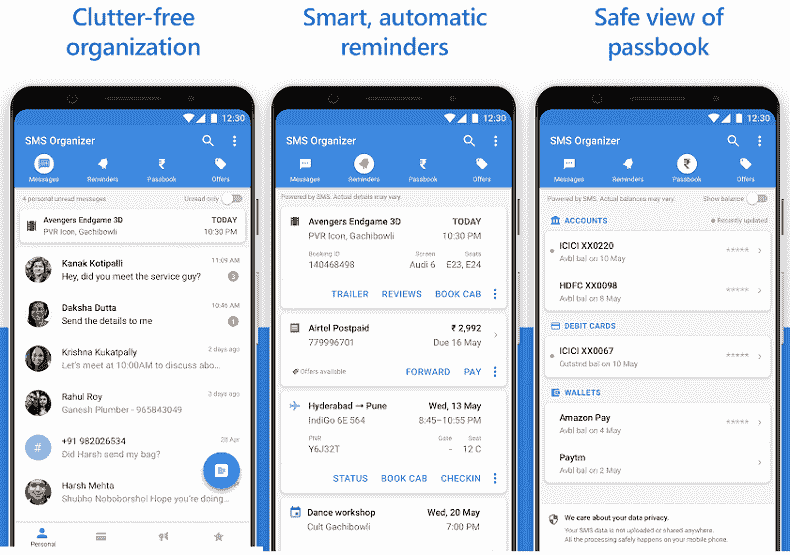 Clutter-free
organization
12:30
SMS Organizer
Messages
Reminders
Passbook
Offers
4 personal unread messages
Unread only
Avengers Endgame 3D
TODAY
PVR Icon, Gachibowli
10:30 PM
Kanak Kotipalli
11:09 AM
Hey, did you meet the service guy?
3
Daksha Dutta
10:46 AM
Send the details to me
1
Krishna Kukatpally
2 days ago
Let's meet at 10:00AM to discuss abo...
Rahul Roy
3 days ago
Ganesh Plumber - 965843049
#
+91 982026534
28 Apr
Did Harsh send my bag?
Harsh Mehta
Shubho Noboborsho! Hope you're doing...
Personal
Smart, automatic
reminders
12:30
SMS Organizer
Messages
Reminders
₹
Passbook
Offers
Powered by SMS. Actual details may vary.
Avengers Endgame 3D
TODAY
PVR Icon, Gachibowli
10:30 PM
Booking ID
Screen
Seats
140468498
Audi 6
E23, E24
TRAILER
REVIEWS
BOOK CAB
Airtel Postpaid
₹ 2,992
779996701
Due 16 May
Offers available
FORWARD
PAY
Hyderabad → Pune
Wed, 13 May
IndiGo 6E 564
8:45–10:55 PM
PNR
Gate
Seat
Y6J32T
-
12 C
STATUS
BOOK CAB
CHECKIN
Dance workshop
Wed, 20 May
Cult Gachibowli
7:00 PM
Safe view of
passbook
12:30
SMS Organizer
Messages
Reminders
₹
Passbook
Offers
Powered by SMS. Actual balances may vary.
Show balance
ACCOUNTS
Recently updated
ICICI XX0220
*****
Avbl bal on 10 May
HDFC XX0098
*****
Avbl bal on 8 May
DEBIT CARDS
ICICI XX0067
*****
Outstnd bal on 10 May
WALLETS
Amazon Pay
*****
Avbl bal on 4 May
Paytm
Avbl bal on 2 May
We care about your data privacy.
Your SMS data is not uploaded or shared anywhere.
All the processing safely happens on your mobile phone.